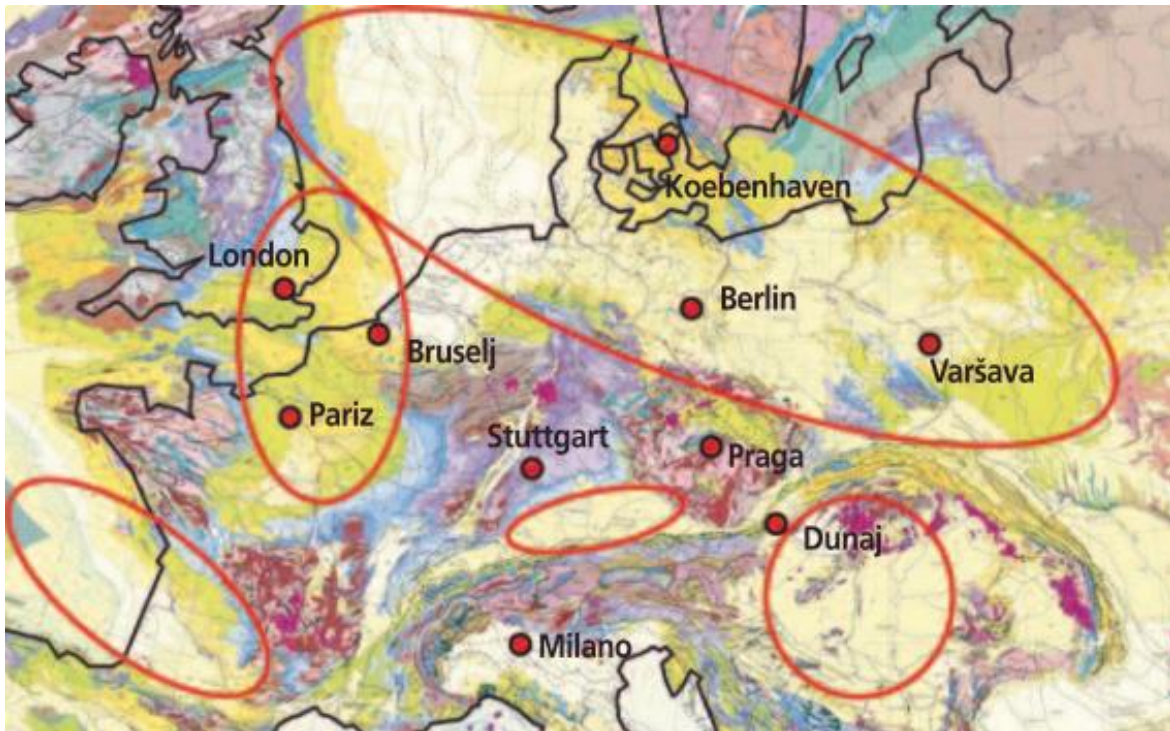 Koebenhaven
London
Berlin
Bruselj
Varšava
Pariz
Stuttgart
Praga
Dunaj
Milano